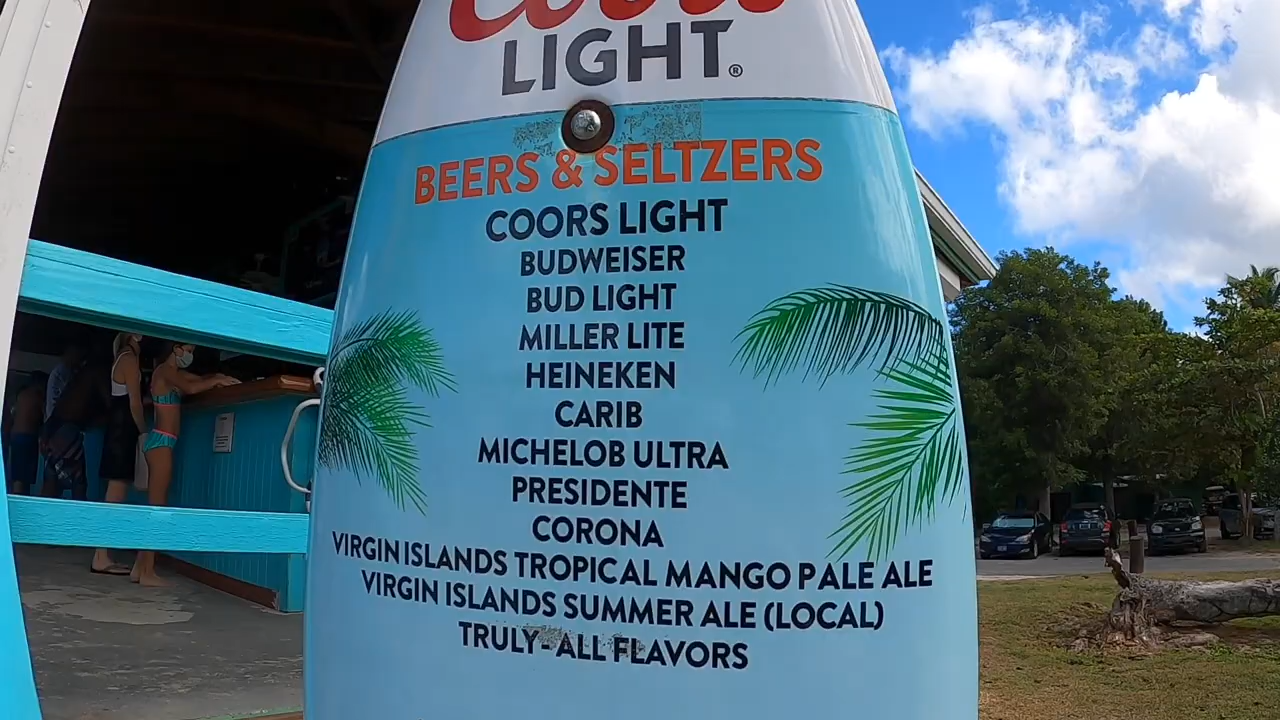 Coors
LIGHT®
BEERS & SELTZERS
COORS LIGHT
BUDWEISER
BUD LIGHT
MILLER LITE
HEINEKEN
CARIB
MICHELOB ULTRA
PRESIDENTE
CORONA
VIRGIN ISLANDS TROPICAL MANGO PALE ALE
VIRGIN ISLANDS SUMMER ALE (LOCAL)
TRULY- ALL FLAVORS